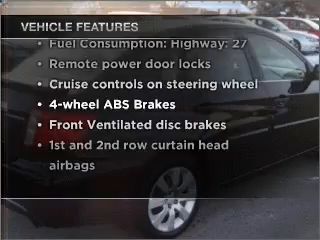 VEHICLE FEATURES
• Fuel Consumption: Highway: 27
• Remote power door locks
• Cruise controls on steering wheel
• 4-wheel ABS Brakes
• Front Ventilated disc brakes
• 1st and 2nd row curtain head
airbags